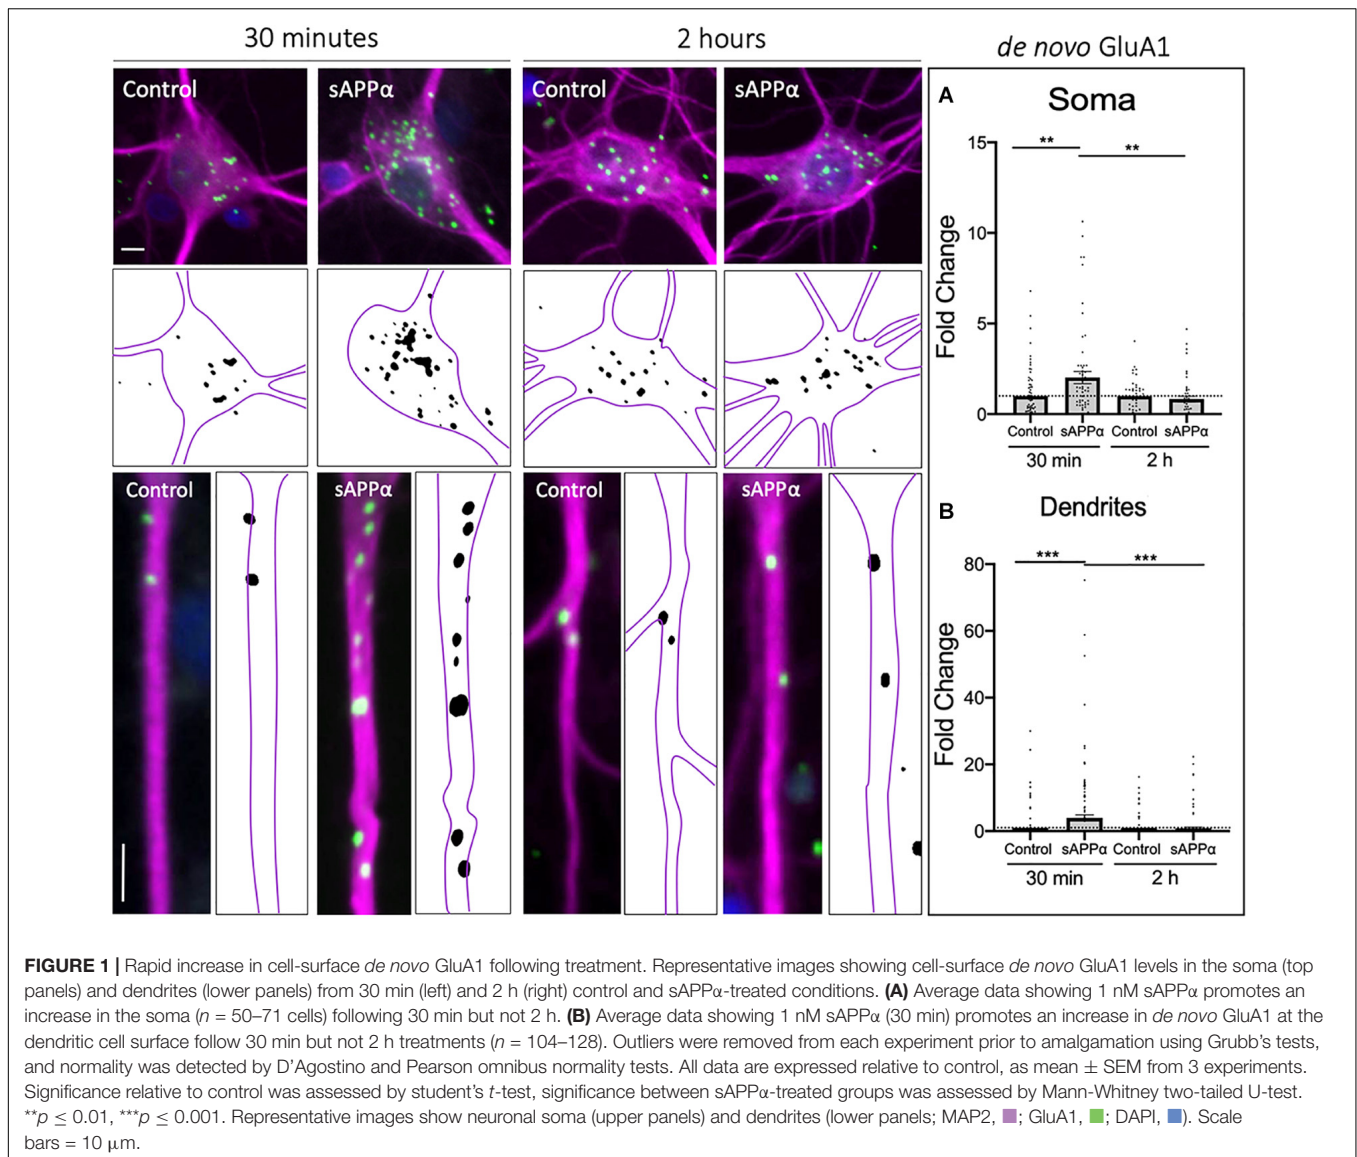 30 minutes
2 hours
de novo GluA1
Control
sAPPα
Control
sAPPα
A
Soma
15
10
5
0
Fold Change
**
**
Control
sAPPα
Control
sAPPα
30 min
2 h
Control
sAPPα
Control
sAPPα
B
Dendrites
80
60
40
20
0
Fold Change
***
***
Control
sAPPα
Control
sAPPα
30 min
2 h
FIGURE 1 | Rapid increase in cell-surface de novo GluA1 following treatment. Representative images showing cell-surface de novo GluA1 levels in the soma (top
panels) and dendrites (lower panels) from 30 min (left) and 2 h (right) control and sAPPα-treated conditions. (A) Average data showing 1 nM sAPPα promotes an
increase in the soma (n = 50–71 cells) following 30 min but not 2 h. (B) Average data showing 1 nM sAPPα (30 min) promotes an increase in de novo GluA1 at the
dendritic cell surface follow 30 min but not 2 h treatments (n = 104–128). Outliers were removed from each experiment prior to amalgamation using Grubb's tests,
and normality was detected by D'Agostino and Pearson omnibus normality tests. All data are expressed relative to control, as mean ± SEM from 3 experiments.
Significance relative to control was assessed by student's t-test, significance between sAPPα-treated groups was assessed by Mann-Whitney two-tailed U-test.
**p ≤ 0.01, ***p ≤ 0.001. Representative images show neuronal soma (upper panels) and dendrites (lower panels; MAP2, ■; GluA1, ■; DAPI, ■). Scale
bars = 10 μm.